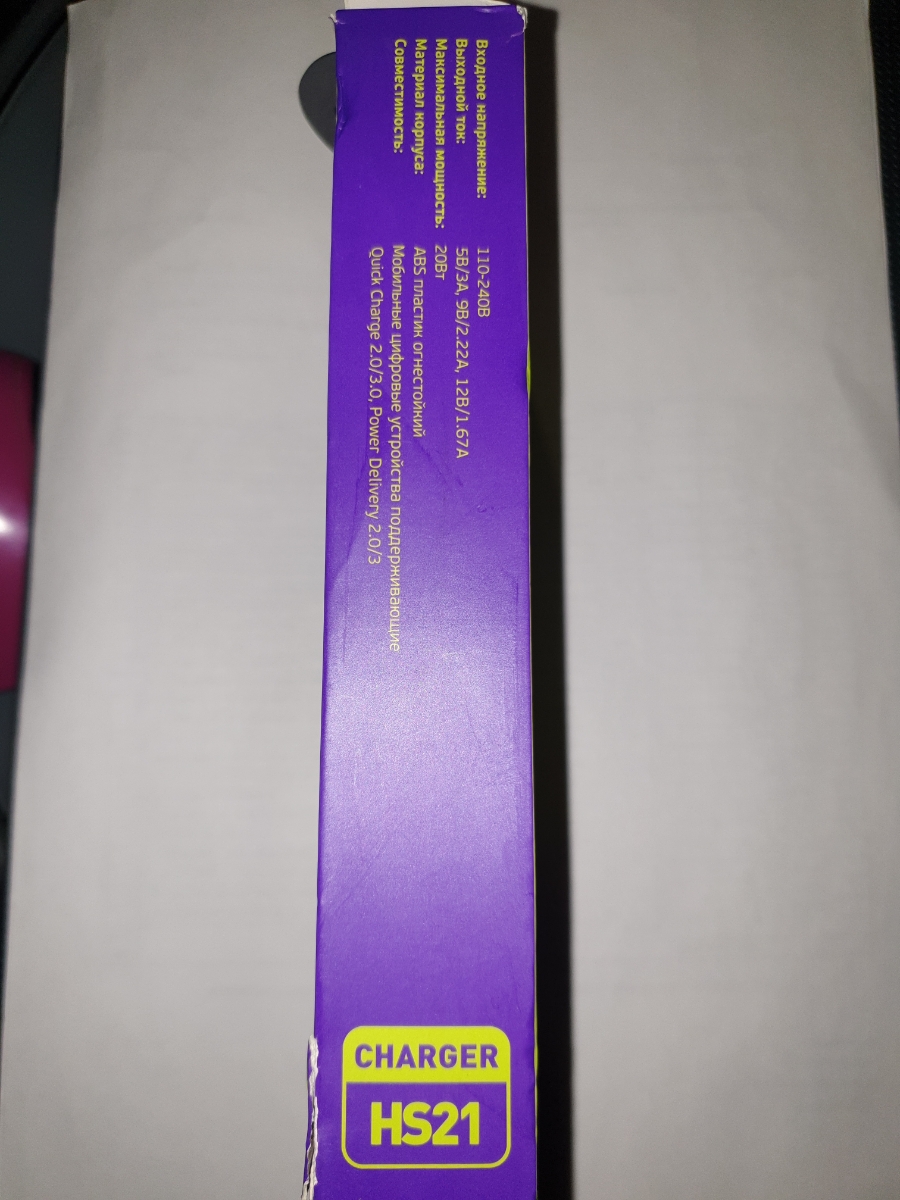 Входное напряжение: 110-240В
Выходной ток: 5В/3А, 9В/2.22А, 12В/1.67А
Максимальная мощность: 20Вт
Материал корпуса: ABS пластик огнестойкий
Совместимость: Мобильные цифровые устройства поддерживающие
Quick Charge 2.0/3.0, Power Delivery 2.0/3
CHARGER
HS21